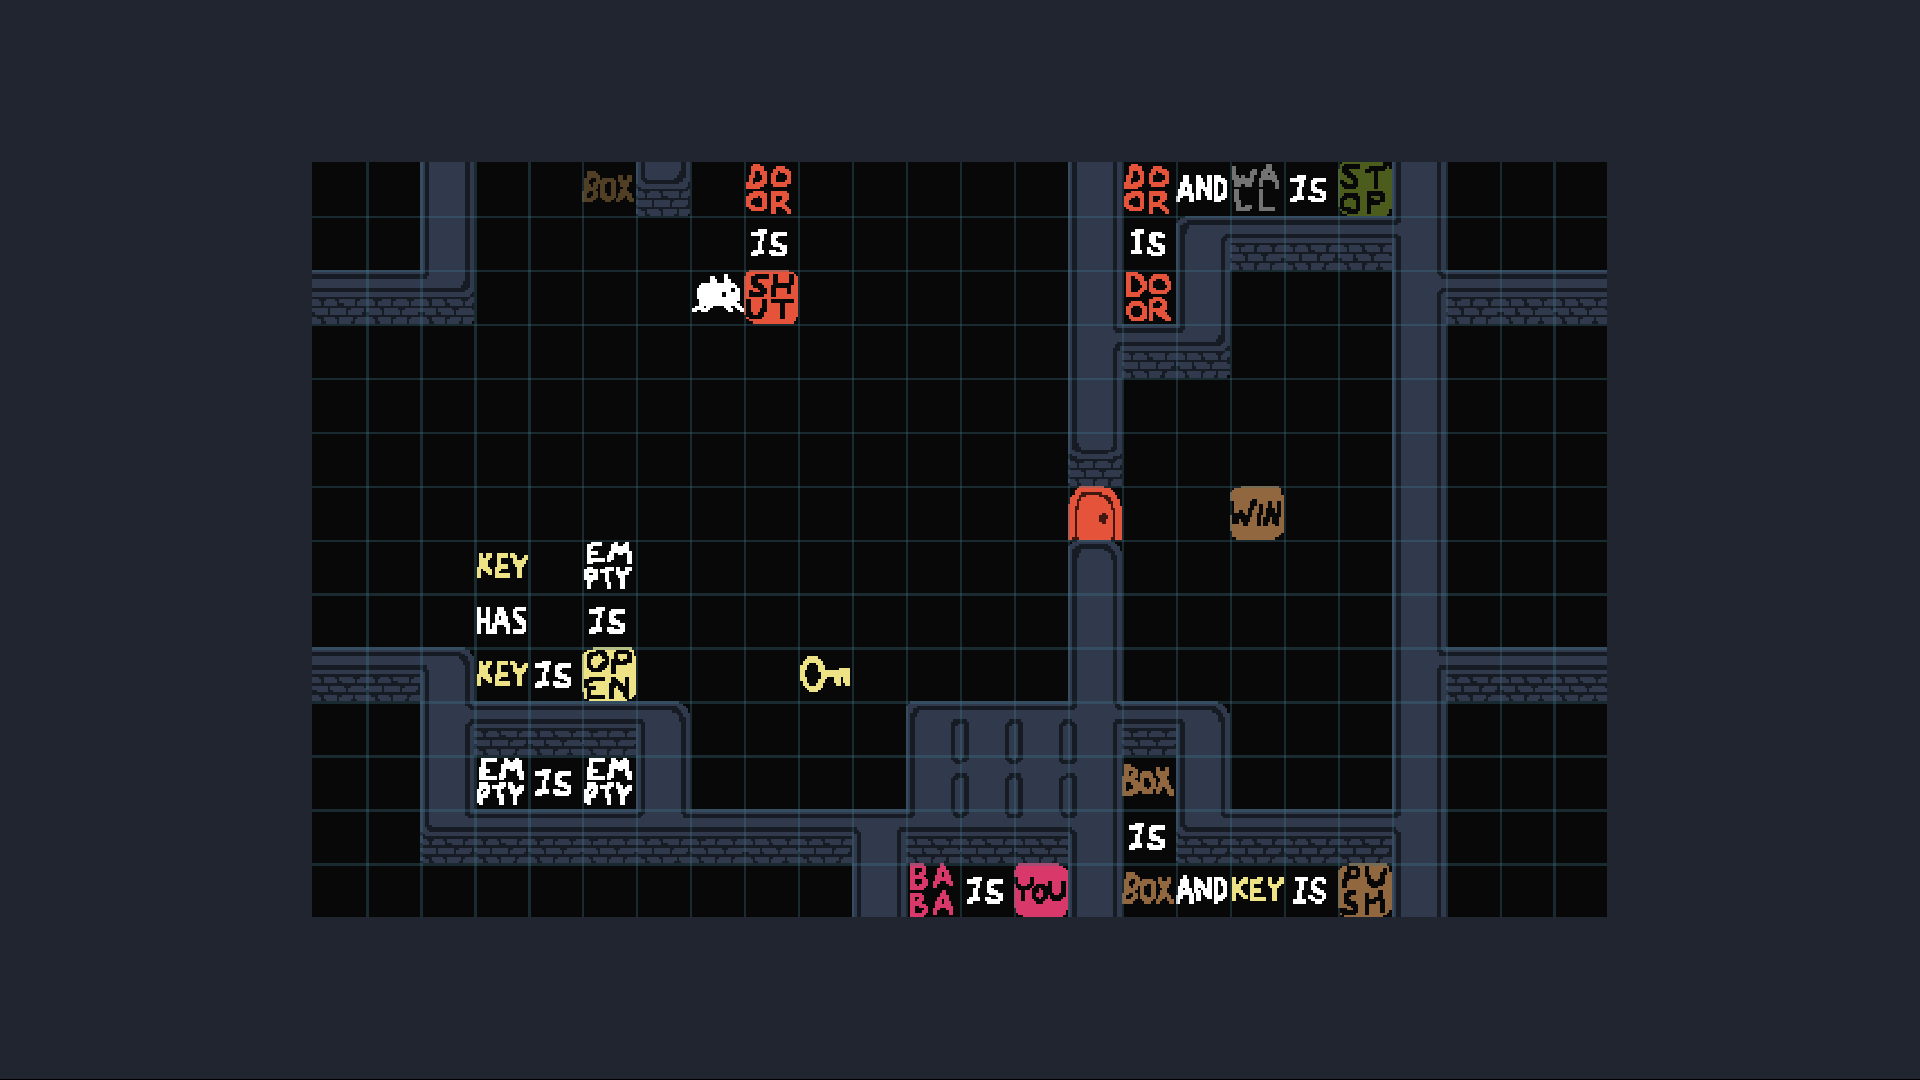 BOX DOOR DOOR AND WALL IS STOP
IS IS
SHUT DOOR
WIN
KEY EMPTY
HAS IS
KEY IS OPEN
EMPTY IS EMPTY BOX
IS
BABA IS YOU BOX AND KEY IS PUSH